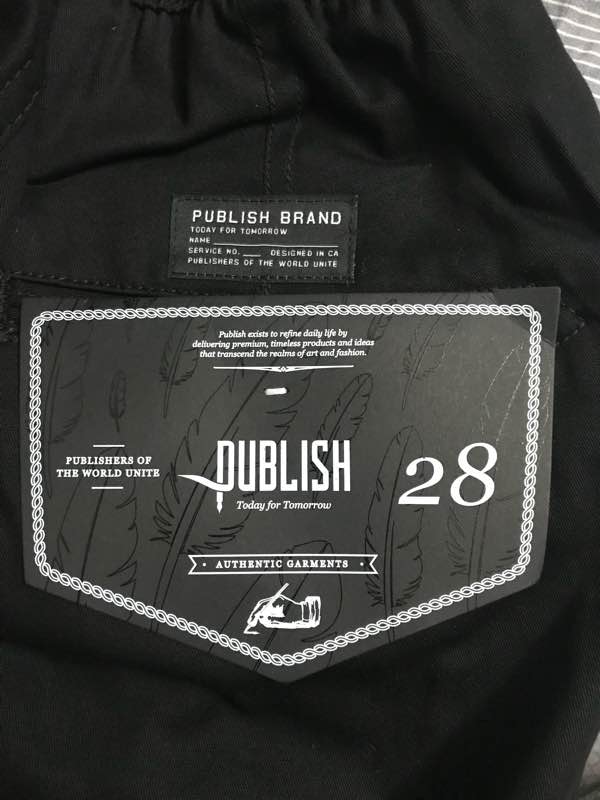 PUBLISH BRAND
TODAY FOR TOMORROW
NAME
SERVICE NO. DESIGNED IN CA
PUBLISHERS OF THE WORLD UNITE
Publish exists to refine daily life by
delivering premium, timeless products and ideas
that transcend the realms of art and fashion.
PUBLISHERS OF
THE WORLD UNITE
PUBLISH
Today for Tomorrow
28
· AUTHENTIC GARMENTS ·